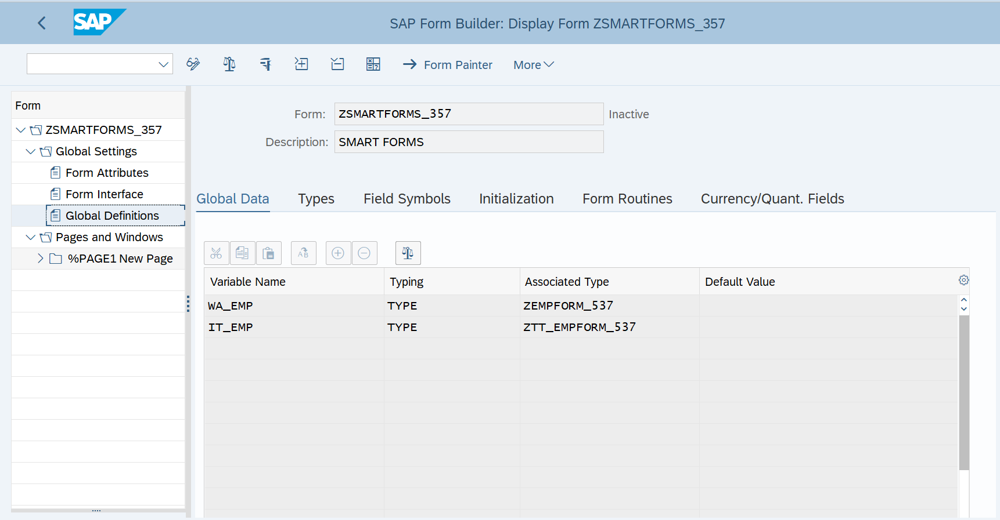 SAP
SAP Form Builder: Display Form ZSMARTFORMS_357
Form Painter
More
Form
ZSMARTFORMS_357
Global Settings
Form Attributes
Form Interface
Global Definitions
Pages and Windows
%PAGE1 New Page
Form: ZSMARTFORMS_357 Inactive
Description: SMART FORMS
Global Data Types Field Symbols Initialization Form Routines Currency/Quant. Fields
Variable Name Typing Associated Type Default Value
WA_EMP TYPE ZEMPFORM_537
IT_EMP TYPE ZTT_EMPFORM_537